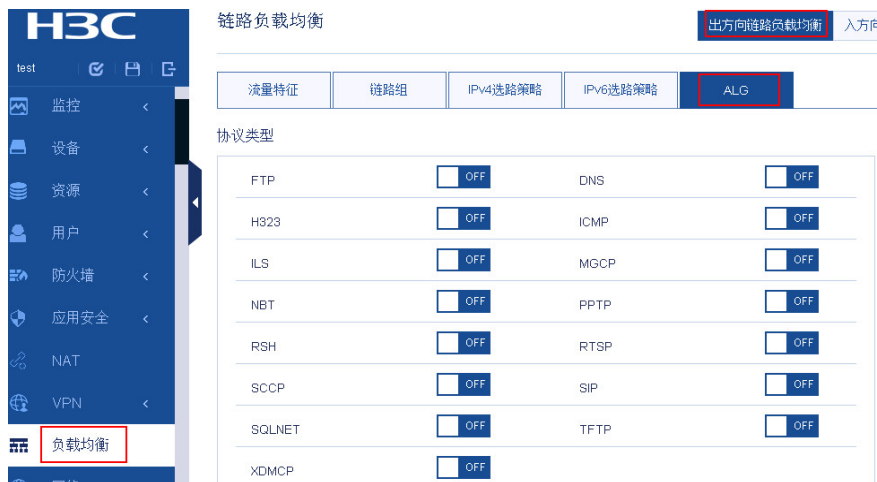 H3C
test
监控
设备
资源
用户
防火墙
应用安全
NAT
VPN
负载均衡
链路负载均衡
出方向链路负载均衡 入方向
流量特征 链路组 IPv4选路策略 IPv6选路策略 ALG
协议类型
FTP OFF DNS OFF
H323 OFF ICMP OFF
ILS OFF MGCP OFF
NBT OFF PPTP OFF
RSH OFF RTSP OFF
SCCP OFF SIP OFF
SQLNET OFF TFTP OFF
XDMCP OFF